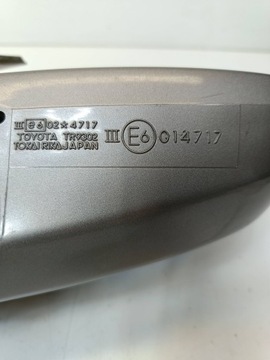 III e6 02★4717
TOYOTA TR9302
TOKAI RIKA JAPAN
III E6 014717